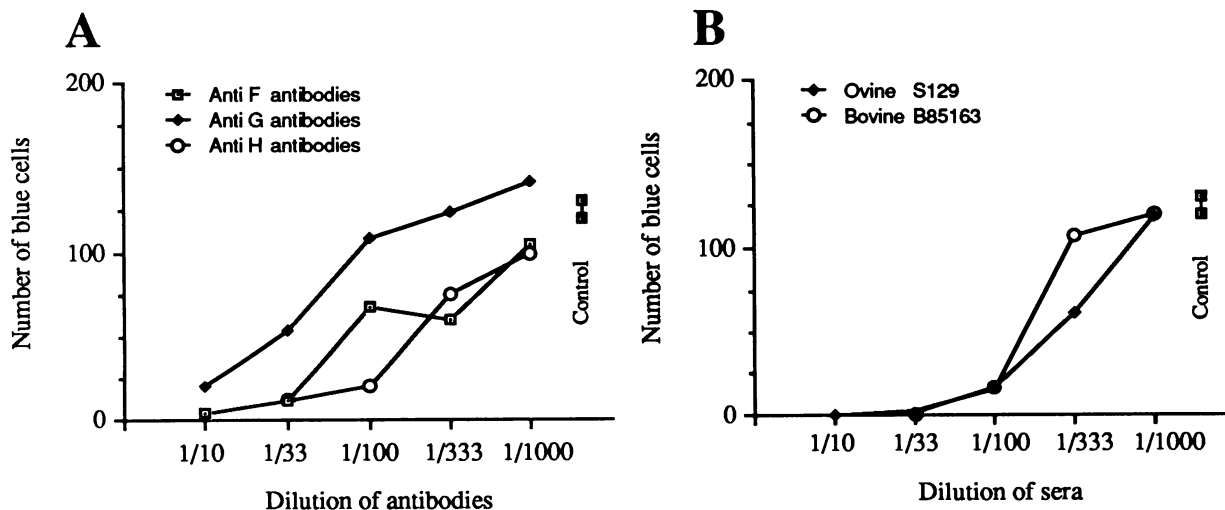 A
200
100
0
Number of blue cells
Anti F antibodies
Anti G antibodies
Anti H antibodies
Control
1/10 1/33 1/100 1/333 1/1000
Dilution of antibodies
B
200
100
0
Number of blue cells
Ovine S129
Bovine B85163
Control
1/10 1/33 1/100 1/333 1/1000
Dilution of sera